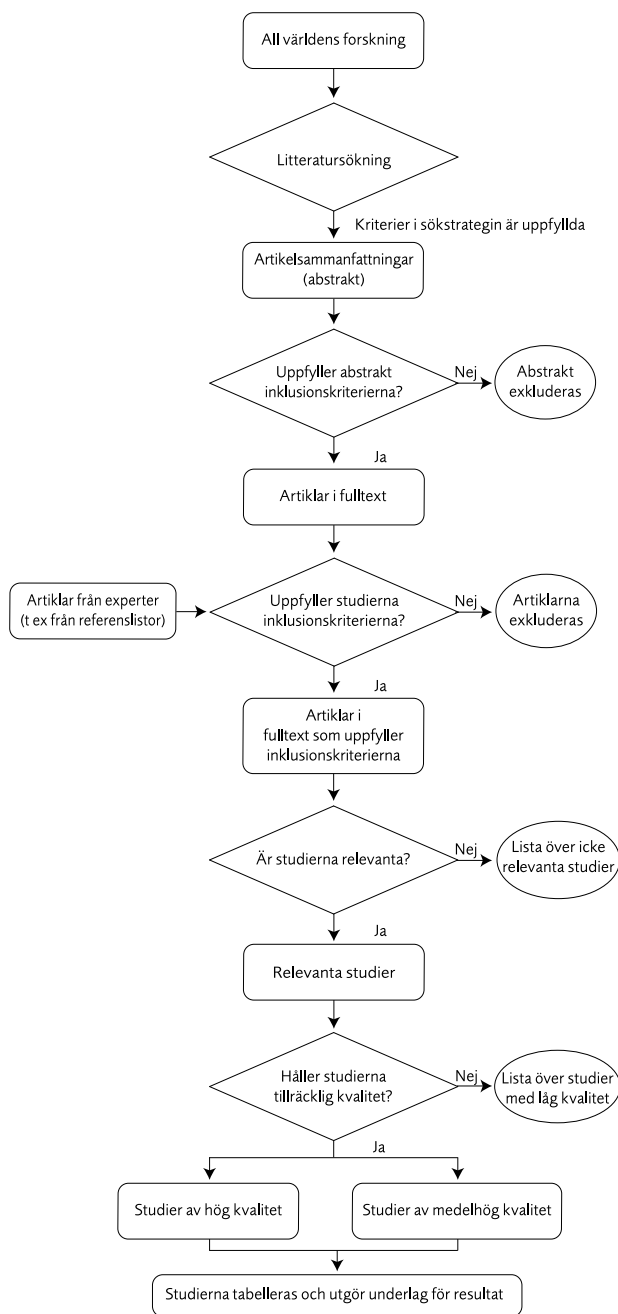 All världens forskning
Litteratursökning
Kriterier i sökstrategin är uppfyllda
Artikelsammanfattningar
(abstrakt)
Uppfyller abstrakt
inklusionskriterierna?
Nej
Abstrakt
exkluderas
Ja
Artiklar i fulltext
Artiklar från experter
(t ex från referenslistor)
Uppfyller studierna
inklusionskriterierna?
Nej
Artiklarna
exkluderas
Ja
Artiklar i
fulltext som uppfyller
inklusionskriterierna
Är studierna relevanta?
Nej
Lista över icke
relevanta studier
Ja
Relevanta studier
Håller studierna
tillräcklig kvalitet?
Nej
Lista över studier
med låg kvalitet
Ja
Studier av hög kvalitet
Studier av medelhög kvalitet
Studierna tabelleras och utgör underlag för resultat